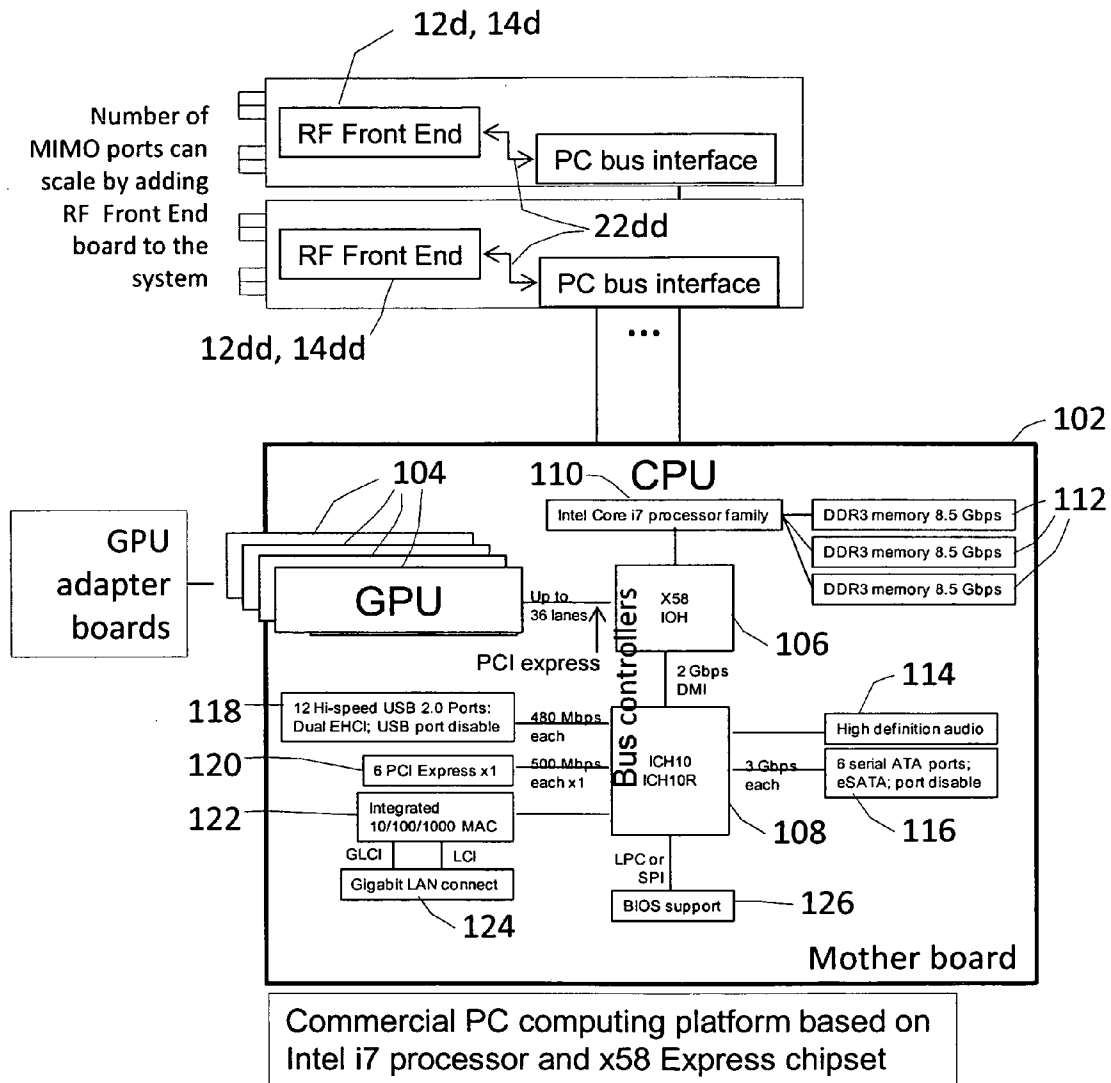 12d, 14d
Number of
MIMO ports can
scale by adding
RF Front End
board to the
system
RF Front End
PC bus interface
22dd
RF Front End
PC bus interface
12dd, 14dd
...
102
104
110
CPU
Intel Core i7 processor family
DDR3 memory 8.5 Gbps
DDR3 memory 8.5 Gbps
DDR3 memory 8.5 Gbps
112
GPU
adapter
boards
GPU
Up to
36 lanes
PCI express
X58
IOH
106
Bus controllers
2 Gbps
DMI
114
118
12 Hi-speed USB 2.0 Ports:
Dual EHCI; USB port disable
480 Mbps
each
High definition audio
120
6 PCI Express x1
500 Mbps
each x1
ICH10
ICH10R
3 Gbps
each
6 serial ATA ports;
eSATA; port disable
122
Integrated
10/100/1000 MAC
108
116
GLCI
LCI
LPC or
SPI
Gigabit LAN connect
BIOS support
124
126
Mother board
Commercial PC computing platform based on
Intel i7 processor and x58 Express chipset